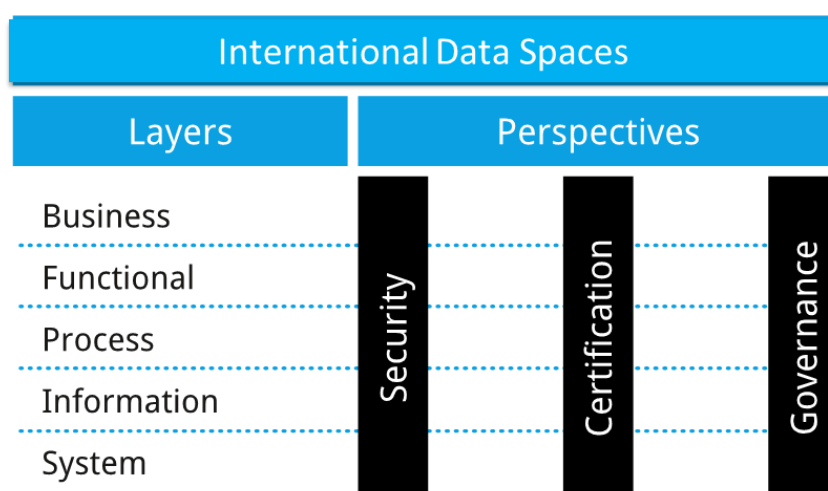 International Data Spaces
Layers
Perspectives
Business
Functional
Process
Information
System
Security
Certification
Governance